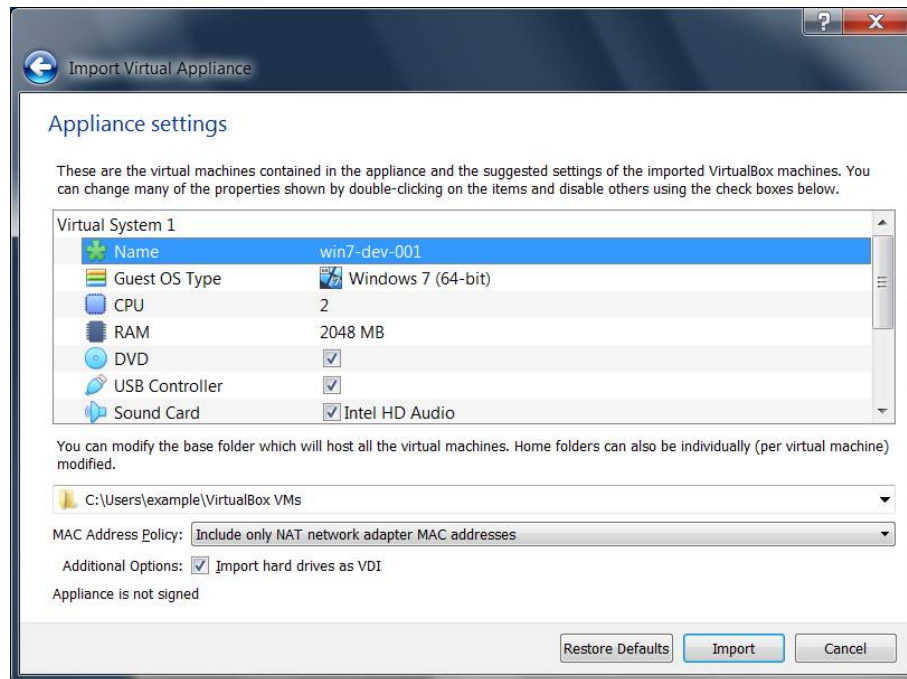 ?
X
Import Virtual Appliance
Appliance settings
These are the virtual machines contained in the appliance and the suggested settings of the imported VirtualBox machines. You
can change many of the properties shown by double-clicking on the items and disable others using the check boxes below.
Virtual System 1
Name win7-dev-001
Guest OS Type Windows 7 (64-bit)
CPU 2
RAM 2048 MB
DVD
USB Controller
Sound Card Intel HD Audio
You can modify the base folder which will host all the virtual machines. Home folders can also be individually (per virtual machine)
modified.
C:\Users\example\VirtualBox VMs
MAC Address Policy: Include only NAT network adapter MAC addresses
Additional Options: Import hard drives as VDI
Appliance is not signed
Restore Defaults Import Cancel